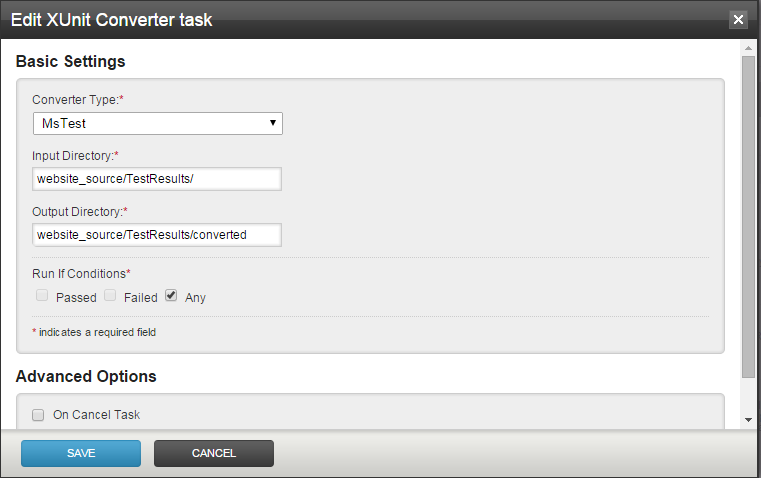 Edit XUnit Converter task
Basic Settings
Converter Type:*
MsTest
Input Directory:*
website_source/TestResults/
Output Directory:*
website_source/TestResults/converted
Run If Conditions*
Passed Failed Any
* indicates a required field
Advanced Options
On Cancel Task
SAVE CANCEL